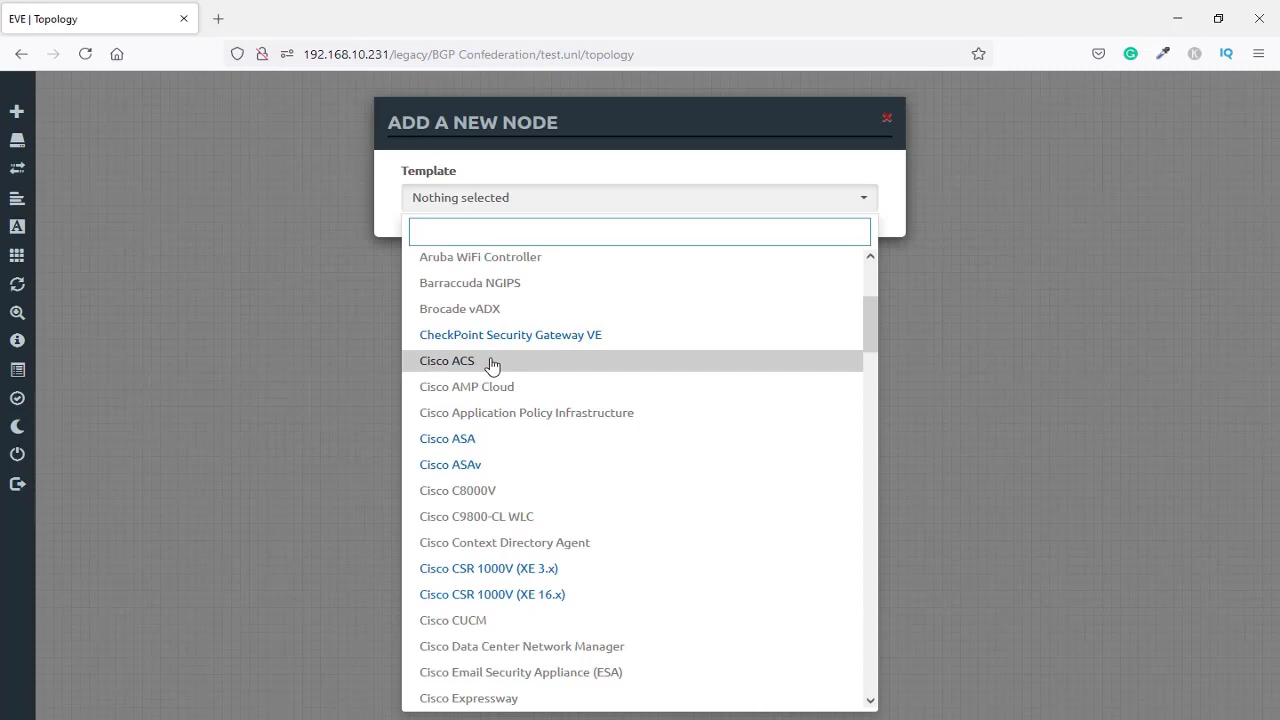 EVE | Topology
192.168.10.231/legacy/BGP Confederation/test.unl/topology
IQ
ADD A NEW NODE
Template
Nothing selected
Aruba WiFi Controller
Barraccuda NGIPS
Brocade vADX
CheckPoint Security Gateway VE
Cisco ACS
Cisco AMP Cloud
Cisco Application Policy Infrastructure
Cisco ASA
Cisco ASAv
Cisco C8000V
Cisco C9800-CL WLC
Cisco Context Directory Agent
Cisco CSR 1000V (XE 3.x)
Cisco CSR 1000V (XE 16.x)
Cisco CUCM
Cisco Data Center Network Manager
Cisco Email Security Appliance (ESA)
Cisco Expressway